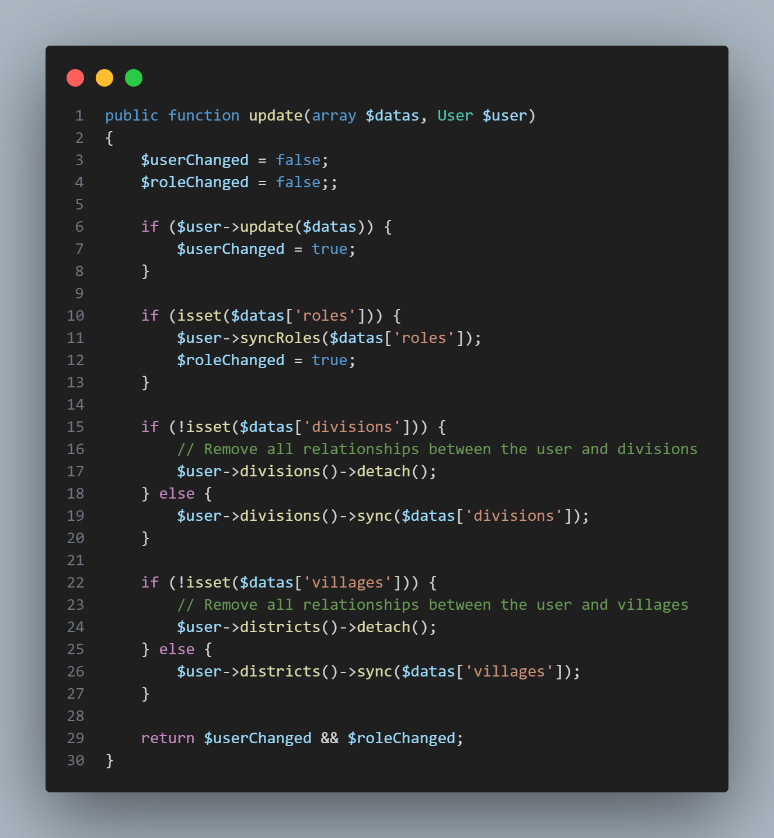 1 public function update(array $datas, User $user)
2 {
3     $userChanged = false;
4     $roleChanged = false;;
5
6     if ($user->update($datas)) {
7         $userChanged = true;
8     }
9
10     if (isset($datas['roles'])) {
11         $user->syncRoles($datas['roles']);
12         $roleChanged = true;
13     }
14
15     if (!isset($datas['divisions'])) {
16         // Remove all relationships between the user and divisions
17         $user->divisions()->detach();
18     } else {
19         $user->divisions()->sync($datas['divisions']);
20     }
21
22     if (!isset($datas['villages'])) {
23         // Remove all relationships between the user and villages
24         $user->districts()->detach();
25     } else {
26         $user->districts()->sync($datas['villages']);
27     }
28
29     return $userChanged && $roleChanged;
30 }